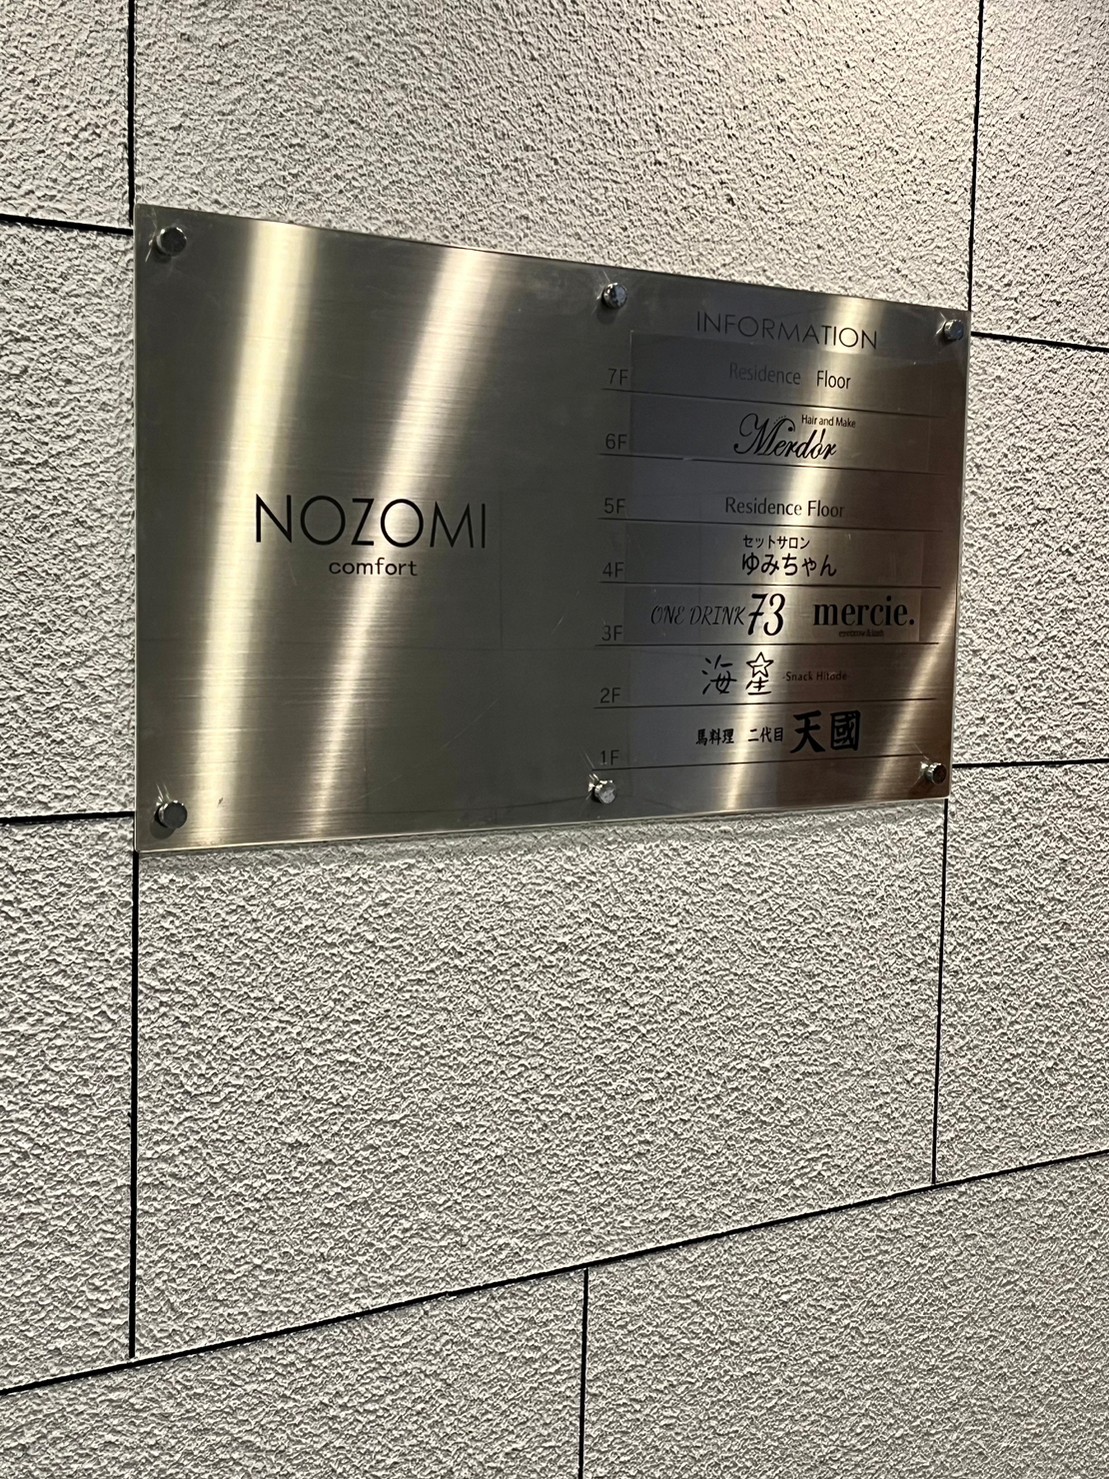 NOZOMI
comfort
INFORMATION
7F Residence Floor
6F Hair and Make
Merdór
5F Residence Floor
4F セットサロン
ゆみちゃん
3F ONE DRINK 73 mercie.
2F 海星 -Snack Hitode-
1F 馬料理 二代目 天國